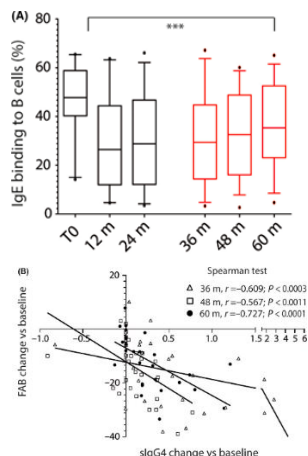 (A)
***
IgE binding to B cells (%)
80
60
40
20
0
T0
12 m
24 m
36 m
48 m
60 m
(B)
Spearman test
△ 36 m, r=–0.609; P < 0.0003
□ 48 m, r=–0.567; P < 0.0011
● 60 m, r=–0.727; P < 0.0001
FAB change vs baseline
20
10
–1.0
–0.5
0.5
1.0
1.5
2 3 4 5 6
–20
–40
sIgG4 change vs baseline